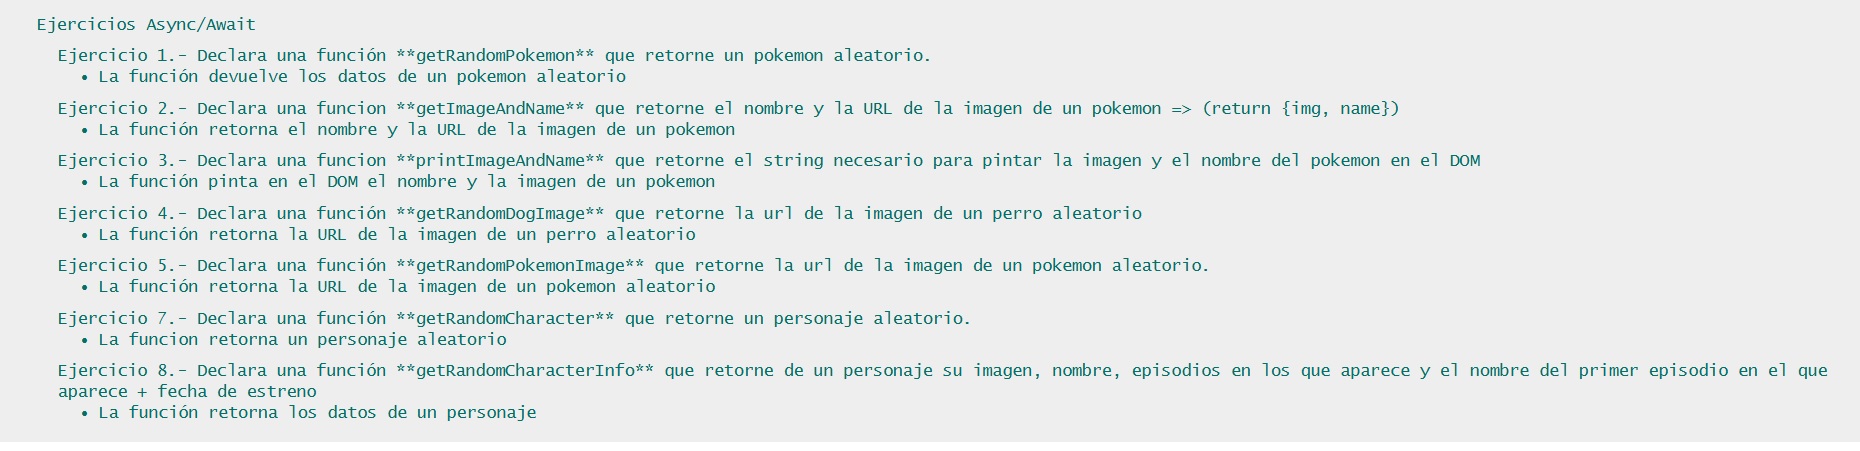 Ejercicios Async/Await
Ejercicio 1.- Declara una función **getRandomPokemon** que retorne un pokemon aleatorio.
• La función devuelve los datos de un pokemon aleatorio
Ejercicio 2.- Declara una funcion **getImageAndName** que retorne el nombre y la URL de la imagen de un pokemon => (return {img, name})
• La función retorna el nombre y la URL de la imagen de un pokemon
Ejercicio 3.- Declara una funcion **printImageAndName** que retorne el string necesario para pintar la imagen y el nombre del pokemon en el DOM
• La función pinta en el DOM el nombre y la imagen de un pokemon
Ejercicio 4.- Declara una función **getRandomDogImage** que retorne la url de la imagen de un perro aleatorio
• La función retorna la URL de la imagen de un perro aleatorio
Ejercicio 5.- Declara una función **getRandomPokemonImage** que retorne la url de la imagen de un pokemon aleatorio.
• La función retorna la URL de la imagen de un pokemon aleatorio
Ejercicio 7.- Declara una función **getRandomCharacter** que retorne un personaje aleatorio.
• La funcion retorna un personaje aleatorio
Ejercicio 8.- Declara una función **getRandomCharacterInfo** que retorne de un personaje su imagen, nombre, episodios en los que aparece y el nombre del primer episodio en el que
aparece + fecha de estreno
• La función retorna los datos de un personaje